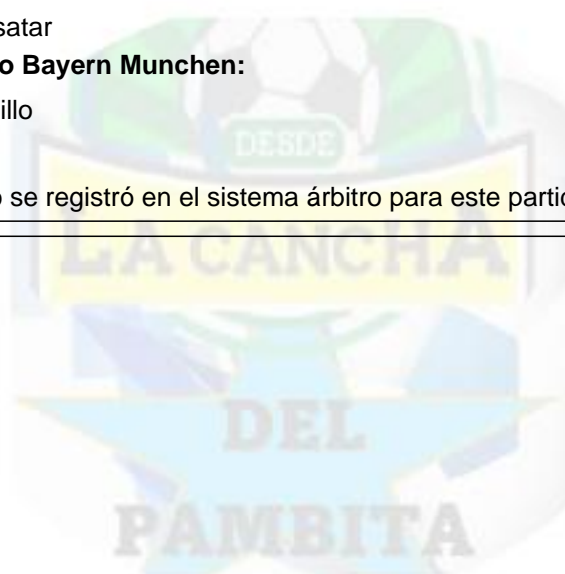 satar
o Bayern Munchen:
illo
DESDE
o se registró en el sistema árbitro para este partic
LA CANCHA
DEL
PAMBITA